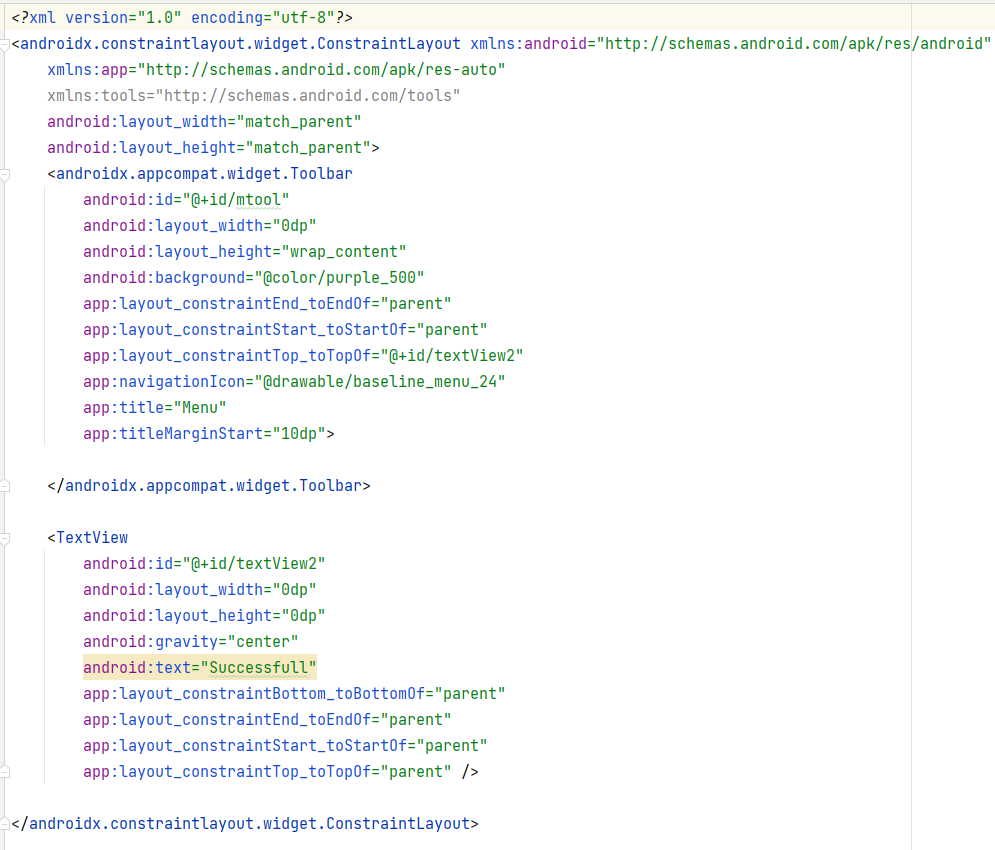 <?xml version="1.0" encoding="utf-8"?>
<androidx.constraintlayout.widget.ConstraintLayout xmlns:android="http://schemas.android.com/apk/res/android"
    xmlns:app="http://schemas.android.com/apk/res-auto"
    xmlns:tools="http://schemas.android.com/tools"
    android:layout_width="match_parent"
    android:layout_height="match_parent">
    <androidx.appcompat.widget.Toolbar
        android:id="@+id/mtool"
        android:layout_width="0dp"
        android:layout_height="wrap_content"
        android:background="@color/purple_500"
        app:layout_constraintEnd_toEndOf="parent"
        app:layout_constraintStart_toStartOf="parent"
        app:layout_constraintTop_toTopOf="@+id/textView2"
        app:navigationIcon="@drawable/baseline_menu_24"
        app:title="Menu"
        app:titleMarginStart="10dp">

    </androidx.appcompat.widget.Toolbar>

    <TextView
        android:id="@+id/textView2"
        android:layout_width="0dp"
        android:layout_height="0dp"
        android:gravity="center"
        android:text="Successfull"
        app:layout_constraintBottom_toBottomOf="parent"
        app:layout_constraintEnd_toEndOf="parent"
        app:layout_constraintStart_toStartOf="parent"
        app:layout_constraintTop_toTopOf="parent" />

</androidx.constraintlayout.widget.ConstraintLayout>